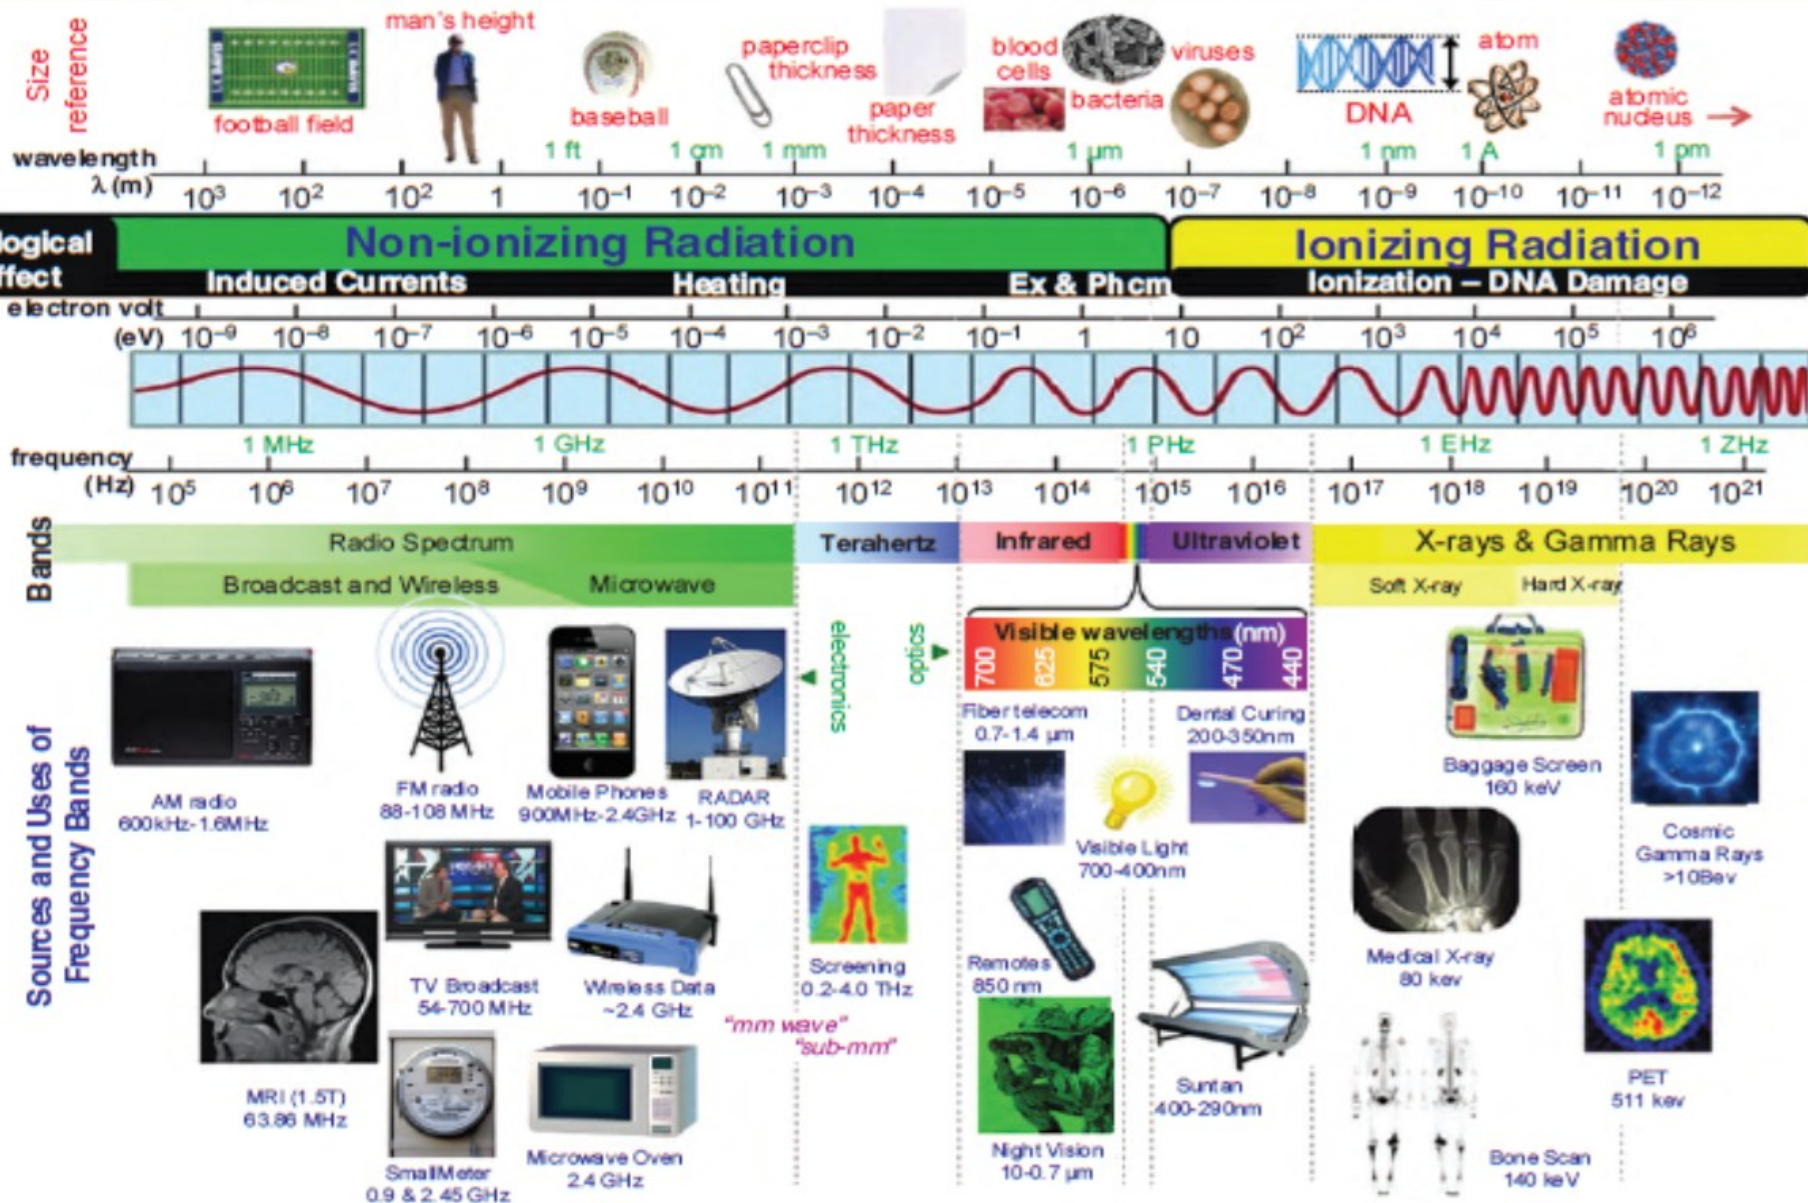 Size
reference
football field
man's height
baseball
paperclip
thickness
paper
thickness
blood
cells
bacteria
viruses
DNA
atom
atomic
nucleus
wavelength
λ (m)
1 ft
1 cm
1 mm
1 µm
1 nm
1 A
1 pm
10³ 10² 10² 1 10⁻¹ 10⁻² 10⁻³ 10⁻⁴ 10⁻⁵ 10⁻⁶ 10⁻⁷ 10⁻⁸ 10⁻⁹ 10⁻¹⁰ 10⁻¹¹ 10⁻¹²
logical
ffect
Non-ionizing Radiation
Ionizing Radiation
Induced Currents
Heating
Ex & Phcm
Ionization – DNA Damage
electron volt
(eV)
10⁻⁹ 10⁻⁸ 10⁻⁷ 10⁻⁶ 10⁻⁵ 10⁻⁴ 10⁻³ 10⁻² 10⁻¹ 1 10 10² 10³ 10⁴ 10⁵ 10⁶
1 MHz
1 GHz
1 THz
1 PHz
1 EHz
1 ZHz
frequency
(Hz)
10⁵ 10⁶ 10⁷ 10⁸ 10⁹ 10¹⁰ 10¹¹ 10¹² 10¹³ 10¹⁴ 10¹⁵ 10¹⁶ 10¹⁷ 10¹⁸ 10¹⁹ 10²⁰ 10²¹
Bands
Radio Spectrum
Terahertz
Infrared
Ultraviolet
X-rays & Gamma Rays
Broadcast and Wireless
Microwave
Soft X-ray
Hard X-ray
electronics
optics
Visible wavelengths(nm)
700
625
575
540
470
440
Sources and Uses of
Frequency Bands
AM radio
600kHz-1.6MHz
FM radio
88-108 MHz
Mobile Phones
900MHz-2.4GHz
RADAR
1-100 GHz
Fiber telecom
0.7-1.4 µm
Dental Curing
200-350nm
Visible Light
700-400nm
Baggage Screen
160 keV
Cosmic
Gamma Rays
>10Bev
TV Broadcast
54-700 MHz
Wireless Data
~2.4 GHz
Screening
0.2-4.0 THz
Remotes
850 nm
Medical X-ray
80 kev
"mm wave"
"sub-mm"
MRI (1.5T)
63.86 MHz
SmallMeter
0.9 & 2.45 GHz
Microwave Oven
2.4 GHz
Night Vision
10-0.7 µm
Suntan
400-290nm
PET
511 kev
Bone Scan
140 keV